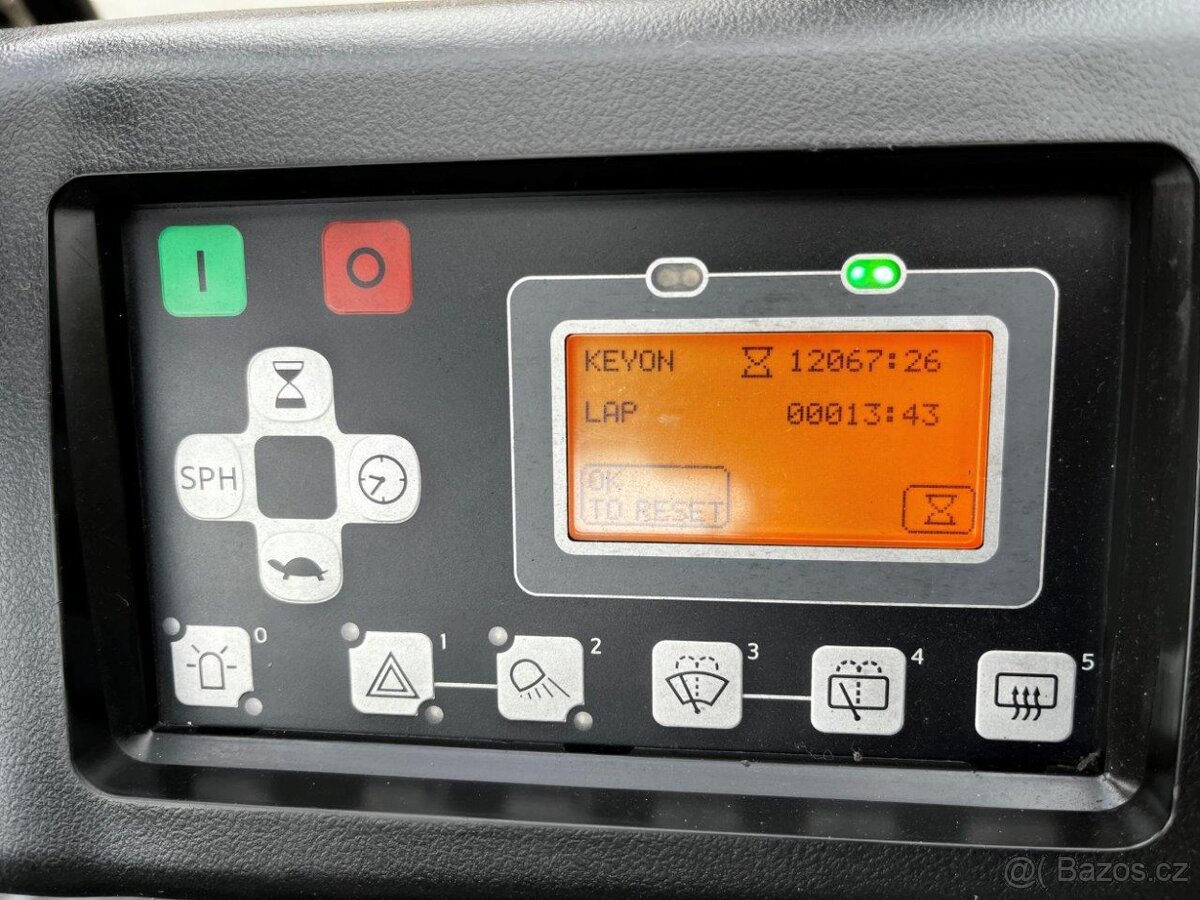 I O
KEYON 12067:26
LAP 00013:43
OK
TO RESET
SPH
0 1 2 3 4 5
@( Bazos.cz